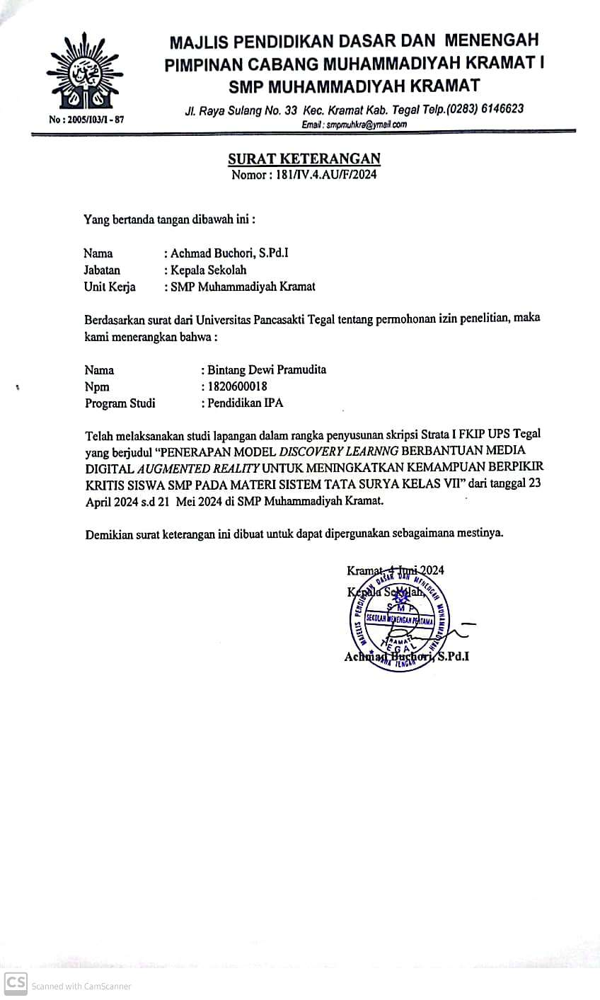 MAJLIS PENDIDIKAN DASAR DAN MENENGAH
PIMPINAN CABANG MUHAMMADIYAH KRAMAT I
SMP MUHAMMADIYAH KRAMAT
Jl. Raya Sulang No. 33 Kec. Kramat Kab. Tegal Telp.(0283) 6146623
Email : smpmuhkra@ymail.com
No : 2005/I03/I - 87
SURAT KETERANGAN
Nomor : 181/IV.4.AU/F/2024
Yang bertanda tangan dibawah ini :
Nama : Achmad Buchori, S.Pd.I
Jabatan : Kepala Sekolah
Unit Kerja : SMP Muhammadiyah Kramat
Berdasarkan surat dari Universitas Pancasakti Tegal tentang permohonan izin penelitian, maka
kami menerangkan bahwa :
Nama : Bintang Dewi Pramudita
Npm : 1820600018
Program Studi : Pendidikan IPA
Telah melaksanakan studi lapangan dalam rangka penyusunan skripsi Strata I FKIP UPS Tegal
yang berjudul “PENERAPAN MODEL DISCOVERY LEARNNG BERBANTUAN MEDIA
DIGITAL AUGMENTED REALITY UNTUK MENINGKATKAN KEMAMPUAN BERPIKIR
KRITIS SISWA SMP PADA MATERI SISTEM TATA SURYA KELAS VII” dari tanggal 23
April 2024 s.d 21 Mei 2024 di SMP Muhammadiyah Kramat.
Demikian surat keterangan ini dibuat untuk dapat dipergunakan sebagaimana mestinya.
Kramat, 4 Juni 2024
Kepala Sekolah,
MAJELIS PENDIDIKAN DASAR DAN MENENGAH MUHAMMADIYAH
SMP
SEKOLAH MENENGAH PERTAMA
KRAMAT
TEGAL
JAWA TENGAH
Achmad Buchori, S.Pd.I
CS Scanned with CamScanner